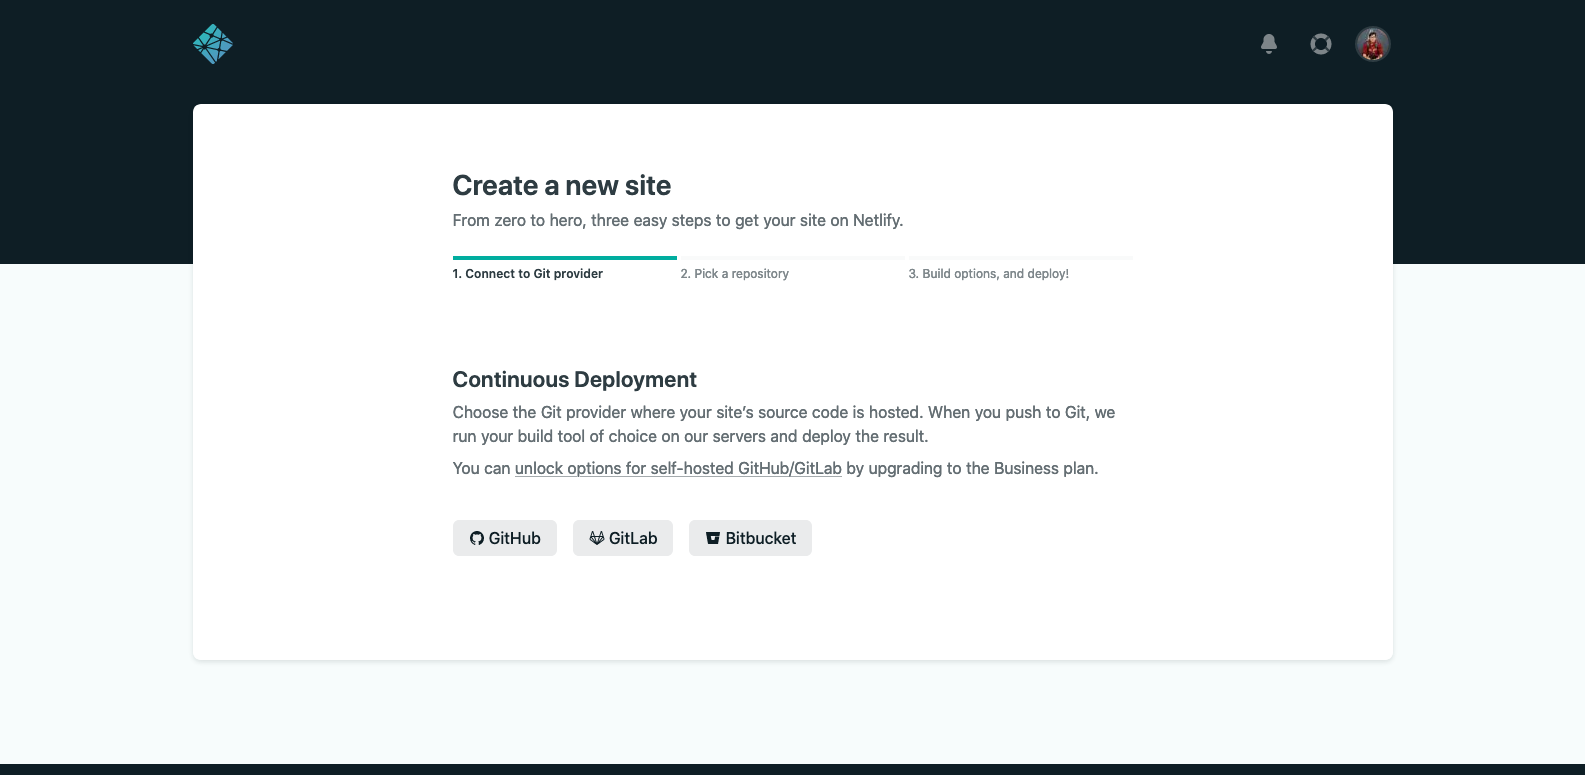 Create a new site
From zero to hero, three easy steps to get your site on Netlify.
1. Connect to Git provider
2. Pick a repository
3. Build options, and deploy!
Continuous Deployment
Choose the Git provider where your site’s source code is hosted. When you push to Git, we
run your build tool of choice on our servers and deploy the result.
You can unlock options for self-hosted GitHub/GitLab by upgrading to the Business plan.
GitHub
GitLab
Bitbucket